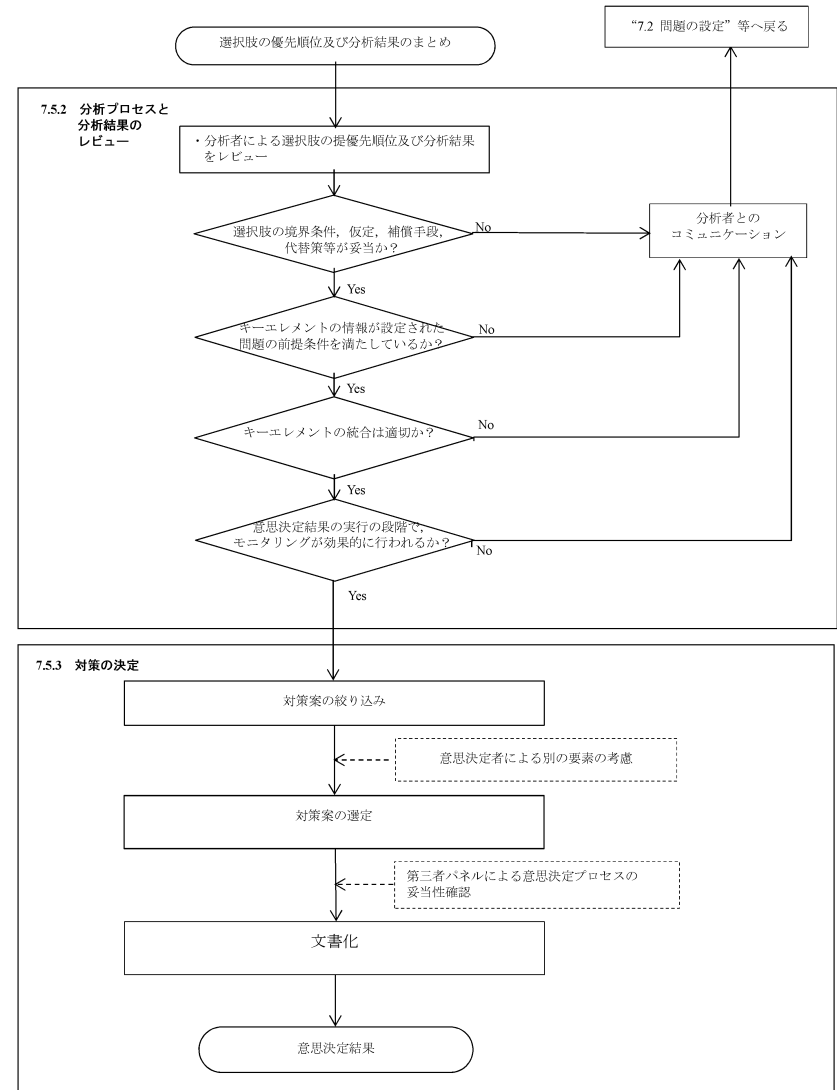 選択肢の優先順位及び分析結果のまとめ
“7.2 問題の設定”等へ戻る
7.5.2 分析プロセスと
分析結果の
レビュー
・分析者による選択肢の提優先順位及び分析結果
をレビュー
選択肢の境界条件，仮定，補償手段，
代替策等が妥当か？
No
分析者との
コミュニケーション
Yes
キーエレメントの情報が設定された
問題の前提条件を満たしているか？
No
Yes
キーエレメントの統合は適切か？
No
Yes
意思決定結果の実行の段階で，
モニタリングが効果的に行われるか？
No
Yes
7.5.3 対策の決定
対策案の絞り込み
意思決定者による別の要素の考慮
対策案の選定
第三者パネルによる意思決定プロセスの
妥当性確認
文書化
意思決定結果